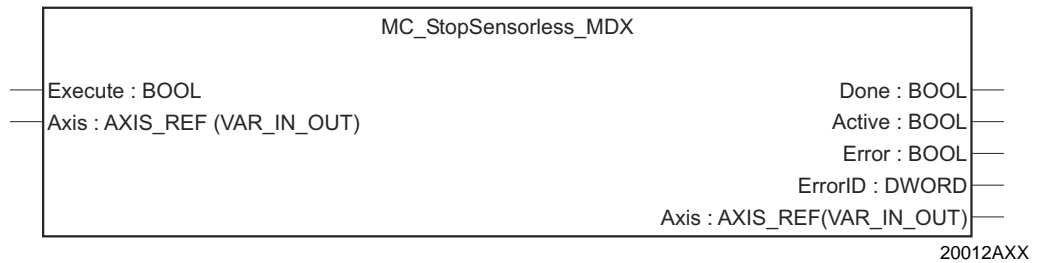 MC_StopSensorless_MDX
Execute : BOOL
Done : BOOL
Axis : AXIS_REF (VAR_IN_OUT)
Active : BOOL
Error : BOOL
ErrorID : DWORD
Axis : AXIS_REF(VAR_IN_OUT)
20012AXX